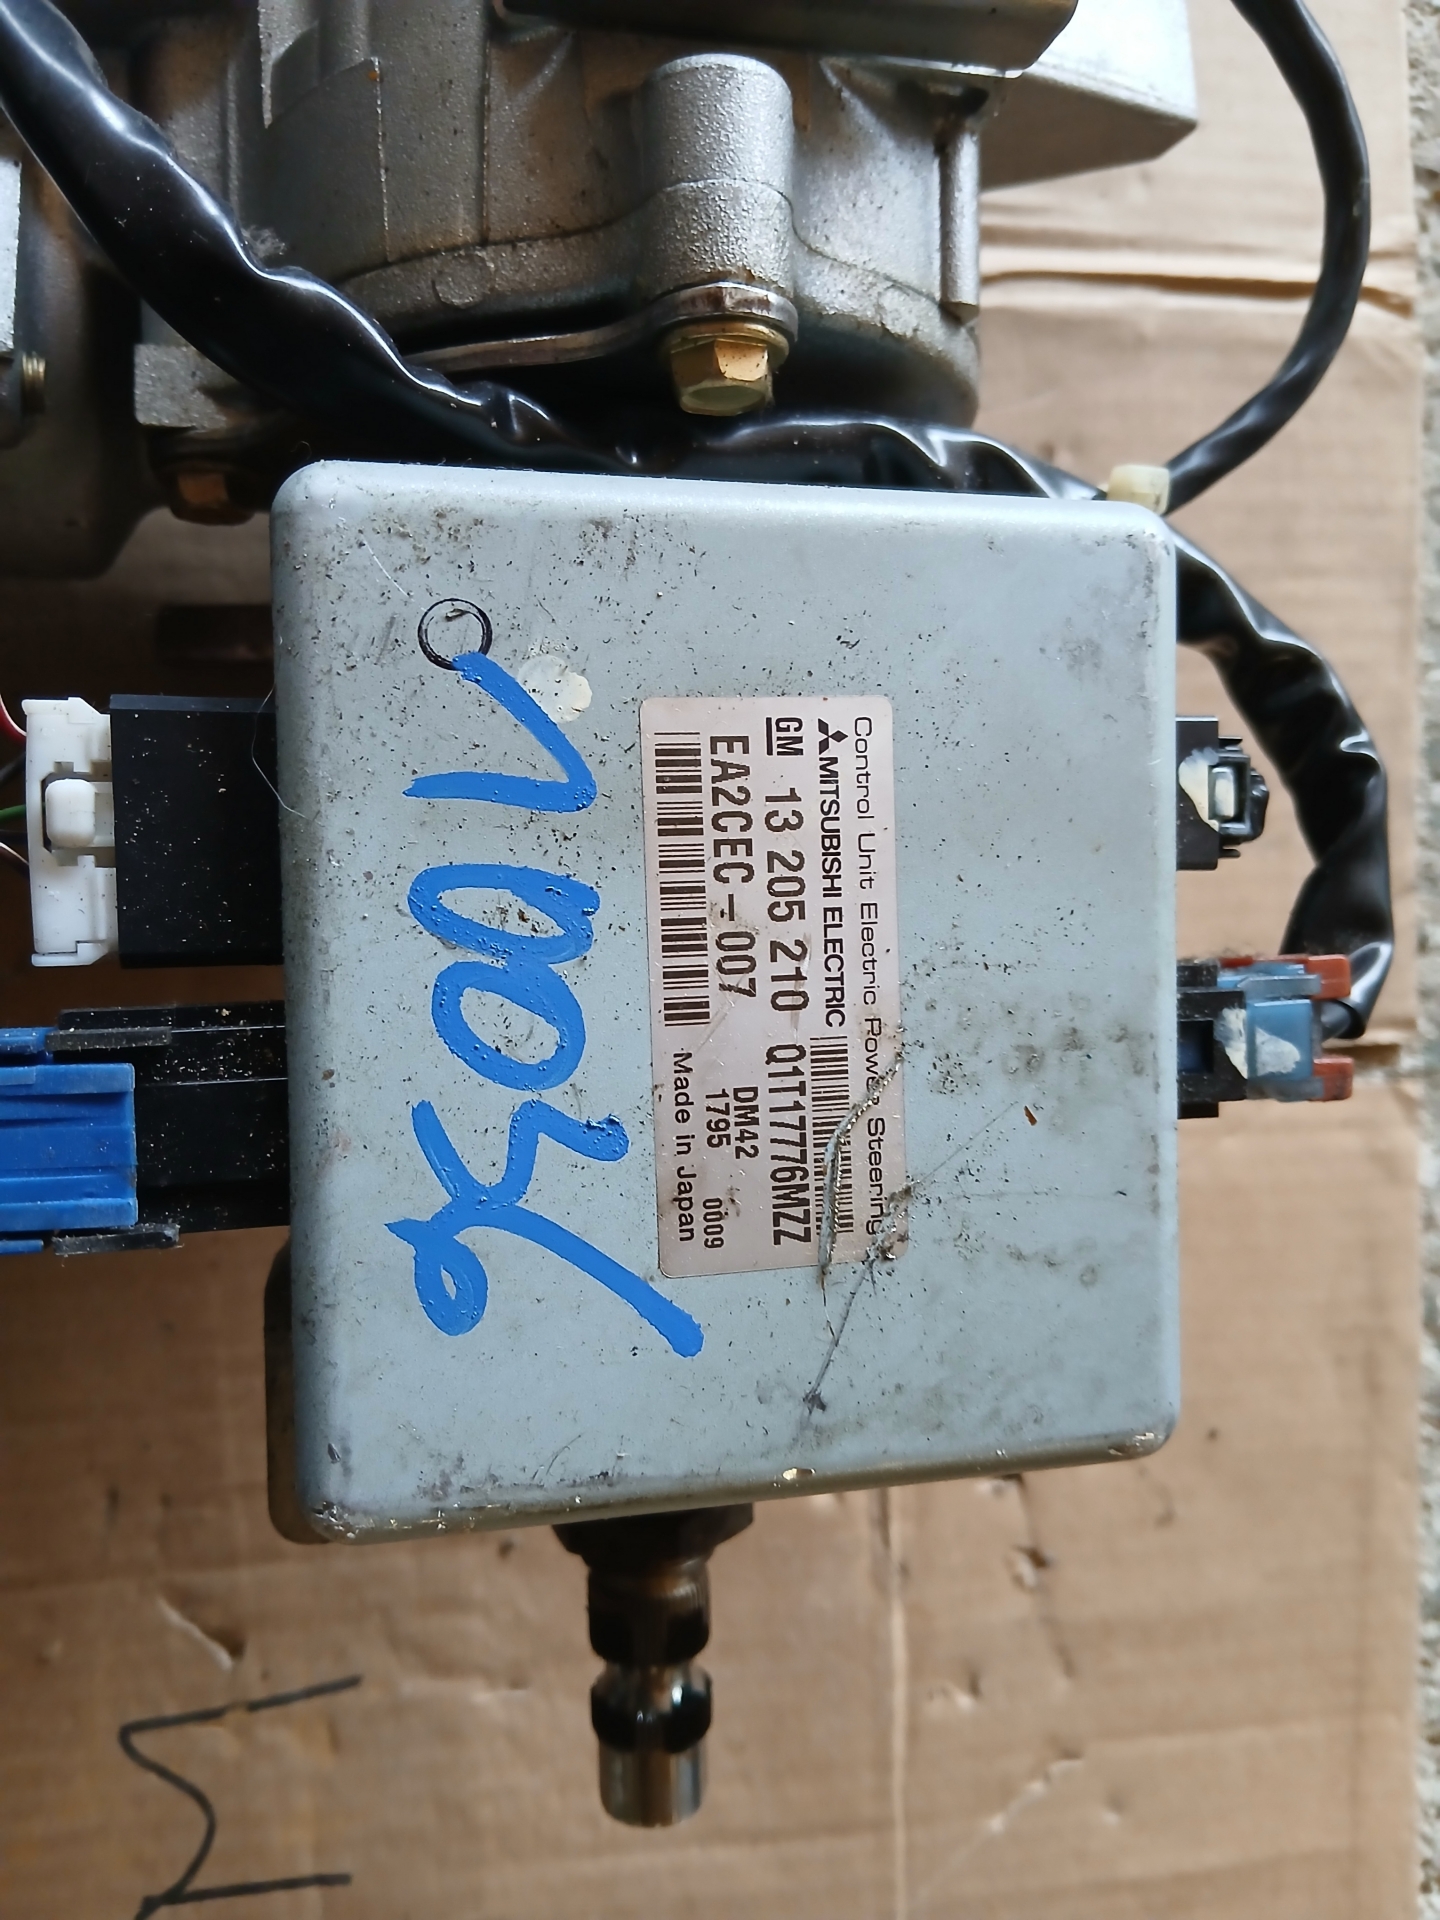 Control Unit Electric Power Steering
MITSUBISHI ELECTRIC
GM 13 205 210 Q1T17776MZZ
EA2CEC-007
DM42
1795 0009
Made in Japan